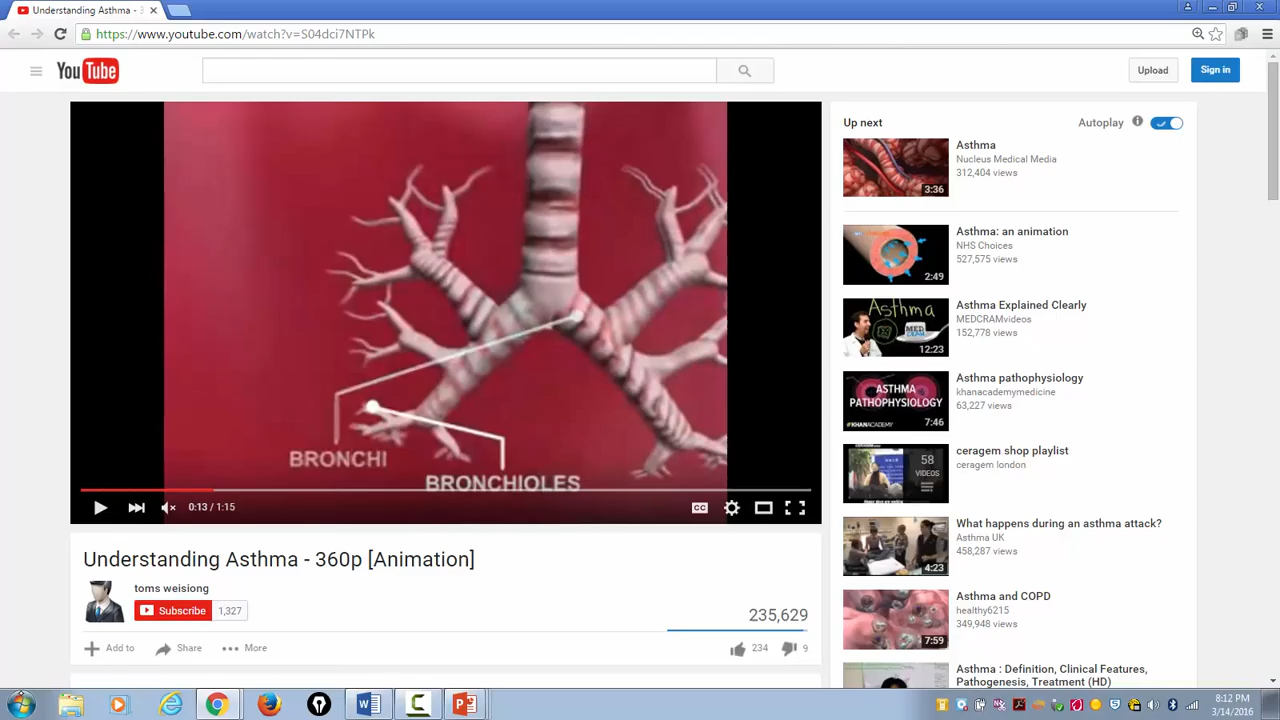 Understanding Asthma - 3
https://www.youtube.com/watch?v=S04dci7NTPk
YouTube
Upload
Sign in
BRONCHI
BRONCHIOLES
0:13 / 1:15
CC
Understanding Asthma - 360p [Animation]
toms weisiong
Subscribe 1,327
235,629
Add to Share More 234 9
Up next Autoplay
Asthma
Nucleus Medical Media
312,404 views
3:36
Asthma: an animation
NHS Choices
527,575 views
2:49
Asthma
Asthma Explained Clearly
MEDCRAMvideos
152,778 views
12:23
ASTHMA
PATHOPHYSIOLOGY
KHANACADEMY
Asthma pathophysiology
khanacademymedicine
63,227 views
7:46
58
VIDEOS
ceragem shop playlist
ceragem london
What happens during an asthma attack?
Asthma UK
458,287 views
4:23
Asthma and COPD
healthy6215
349,948 views
7:59
Asthma : Definition, Clinical Features,
Pathogenesis, Treatment (HD)
8:12 PM
3/14/2016